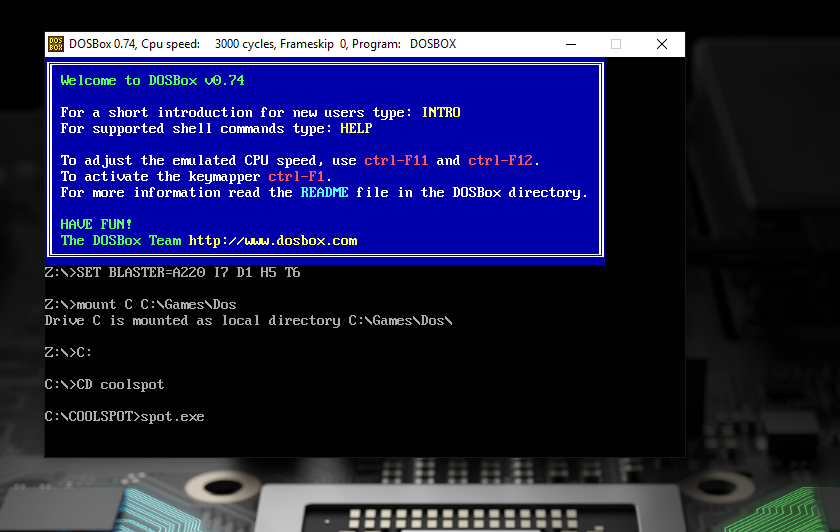 DOS
BOX
DOSBox 0.74, Cpu speed:    3000 cycles, Frameskip  0, Program:   DOSBOX
Welcome to DOSBox v0.74
For a short introduction for new users type: INTRO
For supported shell commands type: HELP
To adjust the emulated CPU speed, use ctrl-F11 and ctrl-F12.
To activate the keymapper ctrl-F1.
For more information read the README file in the DOSBox directory.
HAVE FUN!
The DOSBox Team http://www.dosbox.com
Z:\>SET BLASTER=A220 I7 D1 H5 T6
Z:\>mount C C:\Games\Dos
Drive C is mounted as local directory C:\Games\Dos\
Z:\>C:
C:\>CD coolspot
C:\COOLSPOT>spot.exe